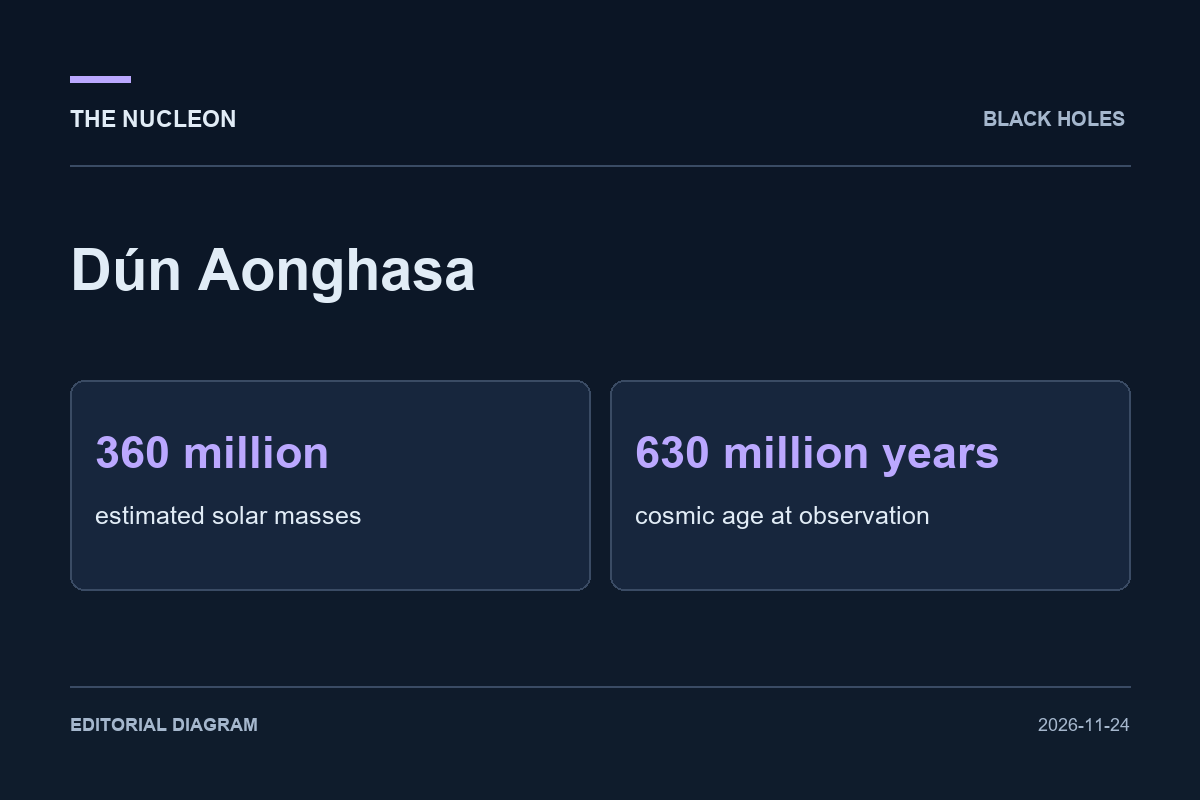 THE NUCLEON
BLACK HOLES
Dún Aonghasa
360 million
estimated solar masses
630 million years
cosmic age at observation
EDITORIAL DIAGRAM
2026-11-24